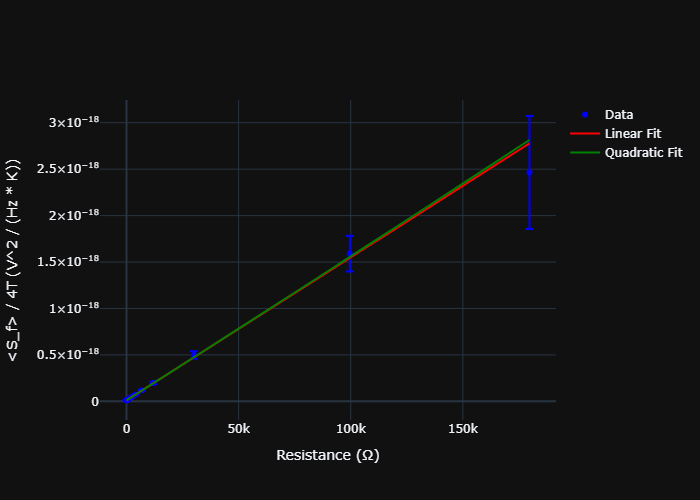 3×10⁻¹⁸
2.5×10⁻¹⁸
2×10⁻¹⁸
1.5×10⁻¹⁸
1×10⁻¹⁸
0.5×10⁻¹⁸
0
<S_f> / 4T (V^2 / (Hz * K))
0 50k 100k 150k
Resistance (Ω)
Data
Linear Fit
Quadratic Fit